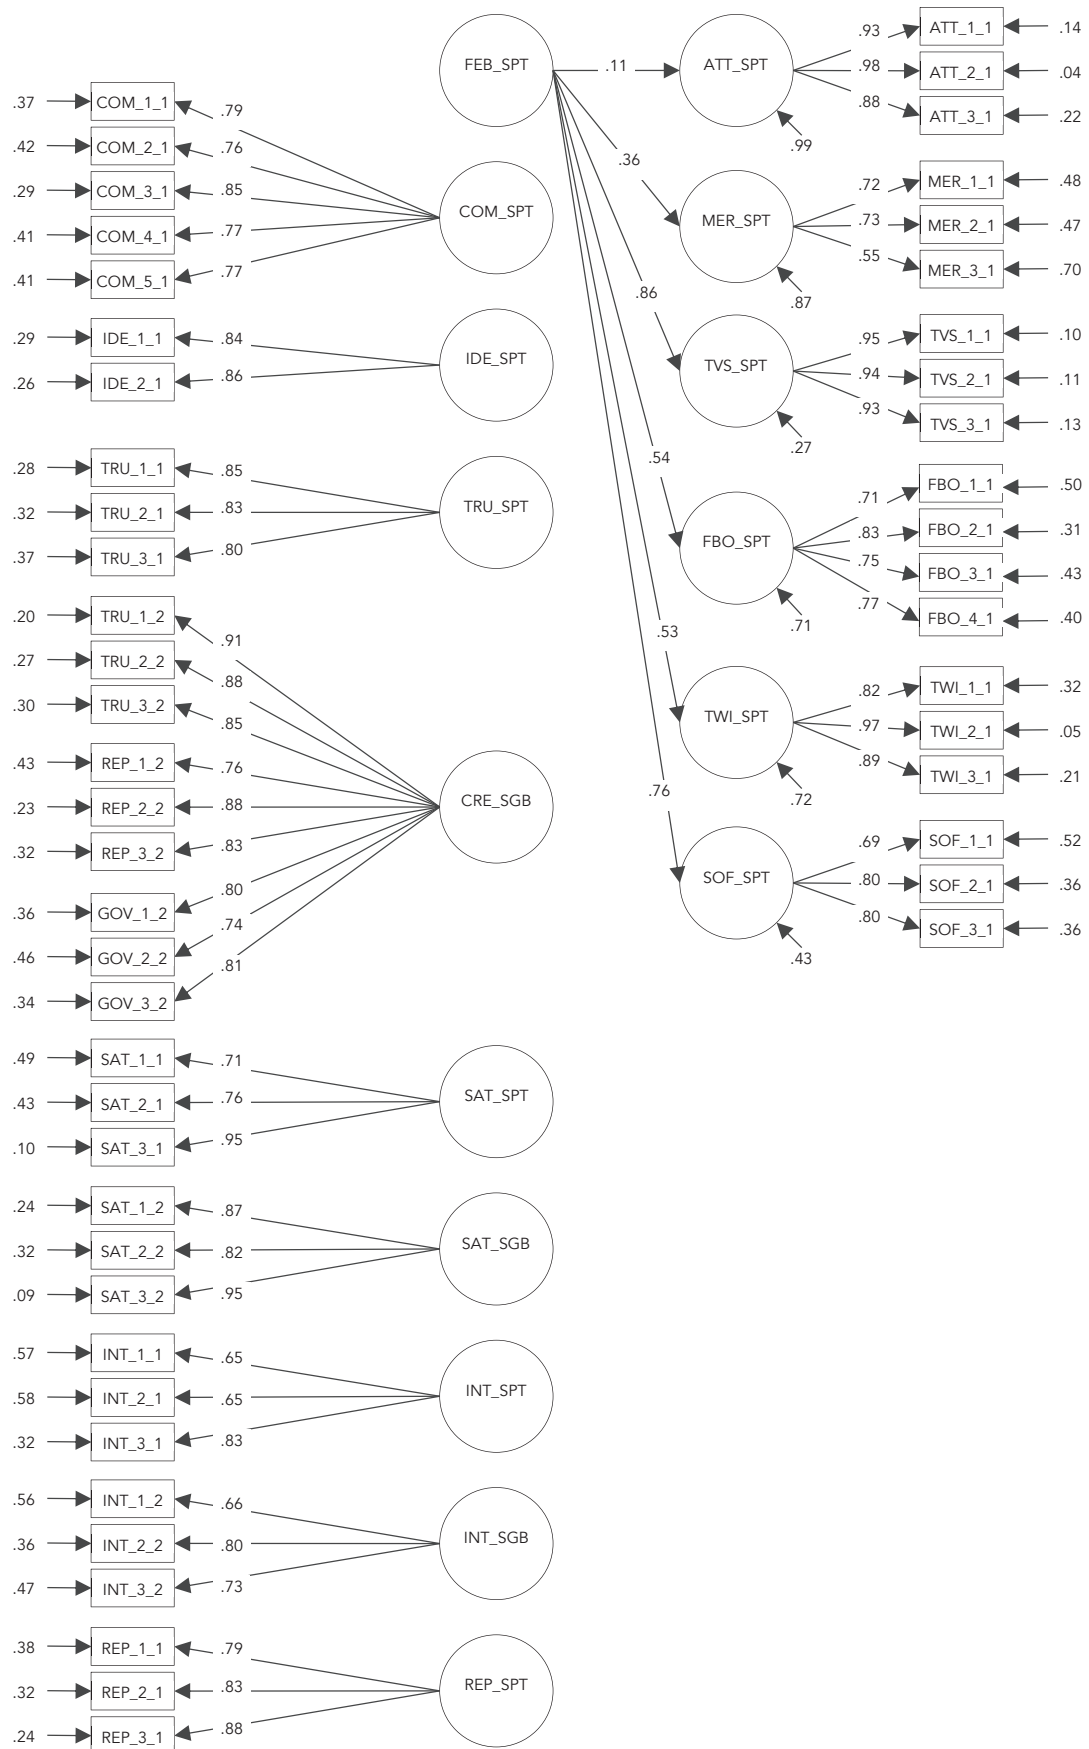 FEB_SPT .11 ATT_SPT .93 ATT_1_1 .14
.98 ATT_2_1 .04
.88 ATT_3_1 .22
.99
.37 COM_1_1 .79
.42 COM_2_1 .76
.29 COM_3_1 .85
.41 COM_4_1 .77
.41 COM_5_1 .77
COM_SPT
.36 MER_SPT .72 MER_1_1 .48
.73 MER_2_1 .47
.55 MER_3_1 .70
.87
.29 IDE_1_1 .84
.26 IDE_2_1 .86
IDE_SPT
.86 TVS_SPT .95 TVS_1_1 .10
.94 TVS_2_1 .11
.93 TVS_3_1 .13
.27
.28 TRU_1_1 .85
.32 TRU_2_1 .83
.37 TRU_3_1 .80
TRU_SPT
.54 FBO_SPT .71 FBO_1_1 .50
.83 FBO_2_1 .31
.75 FBO_3_1 .43
.77 FBO_4_1 .40
.71
.20 TRU_1_2 .91
.27 TRU_2_2 .88
.30 TRU_3_2 .85
.43 REP_1_2 .76
.23 REP_2_2 .88
.32 REP_3_2 .83
.36 GOV_1_2 .80
.46 GOV_2_2 .74
.34 GOV_3_2 .81
CRE_SGB
.53 TWI_SPT .82 TWI_1_1 .32
.97 TWI_2_1 .05
.89 TWI_3_1 .21
.72
.76 SOF_SPT .69 SOF_1_1 .52
.80 SOF_2_1 .36
.80 SOF_3_1 .36
.43
.49 SAT_1_1 .71
.43 SAT_2_1 .76
.10 SAT_3_1 .95
SAT_SPT
.24 SAT_1_2 .87
.32 SAT_2_2 .82
.09 SAT_3_2 .95
SAT_SGB
.57 INT_1_1 .65
.58 INT_2_1 .65
.32 INT_3_1 .83
INT_SPT
.56 INT_1_2 .66
.36 INT_2_2 .80
.47 INT_3_2 .73
INT_SGB
.38 REP_1_1 .79
.32 REP_2_1 .83
.24 REP_3_1 .88
REP_SPT